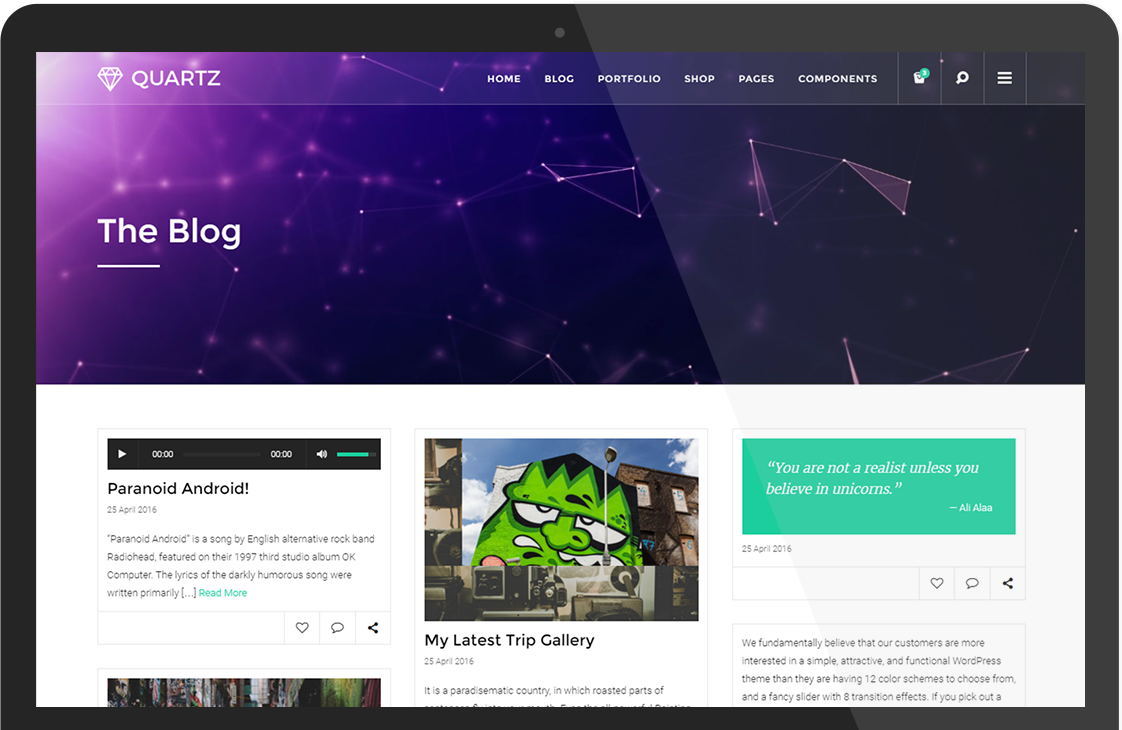 QUARTZ
HOME BLOG PORTFOLIO SHOP PAGES COMPONENTS 3
The Blog
00:00 00:00
Paranoid Android!
25 April 2016
“Paranoid Android” is a song by English alternative rock band
Radiohead, featured on their 1997 third studio album OK
Computer. The lyrics of the darkly humorous song were
written primarily [...] Read More
My Latest Trip Gallery
25 April 2016
It is a paradisematic country, in which roasted parts of
“You are not a realist unless you
believe in unicorns.”
— Ali Alaa
25 April 2016
We fundamentally believe that our customers are more
interested in a simple, attractive, and functional WordPress
theme than they are having 12 color schemes to choose from,
and a fancy slider with 8 transition effects. If you pick out a